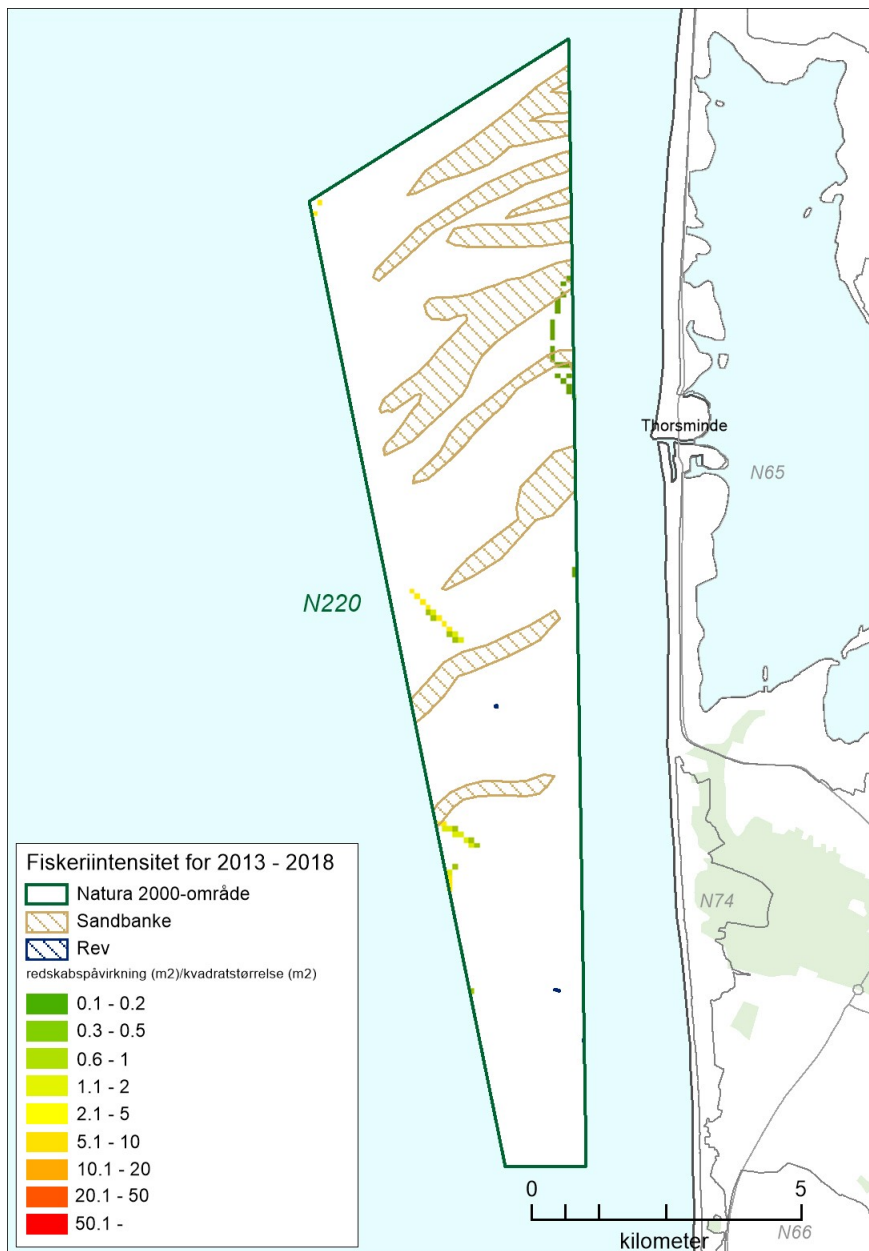 Thorsminde
N65
N220
N74
Fiskeriintensitet for 2013 - 2018
Natura 2000-område
Sandbanke
Rev
redskabspåvirkning (m2)/kvadratstørrelse (m2)
0.1 - 0.2
0.3 - 0.5
0.6 - 1
1.1 - 2
2.1 - 5
5.1 - 10
10.1 - 20
20.1 - 50
50.1 -
0 5
kilometer
N66